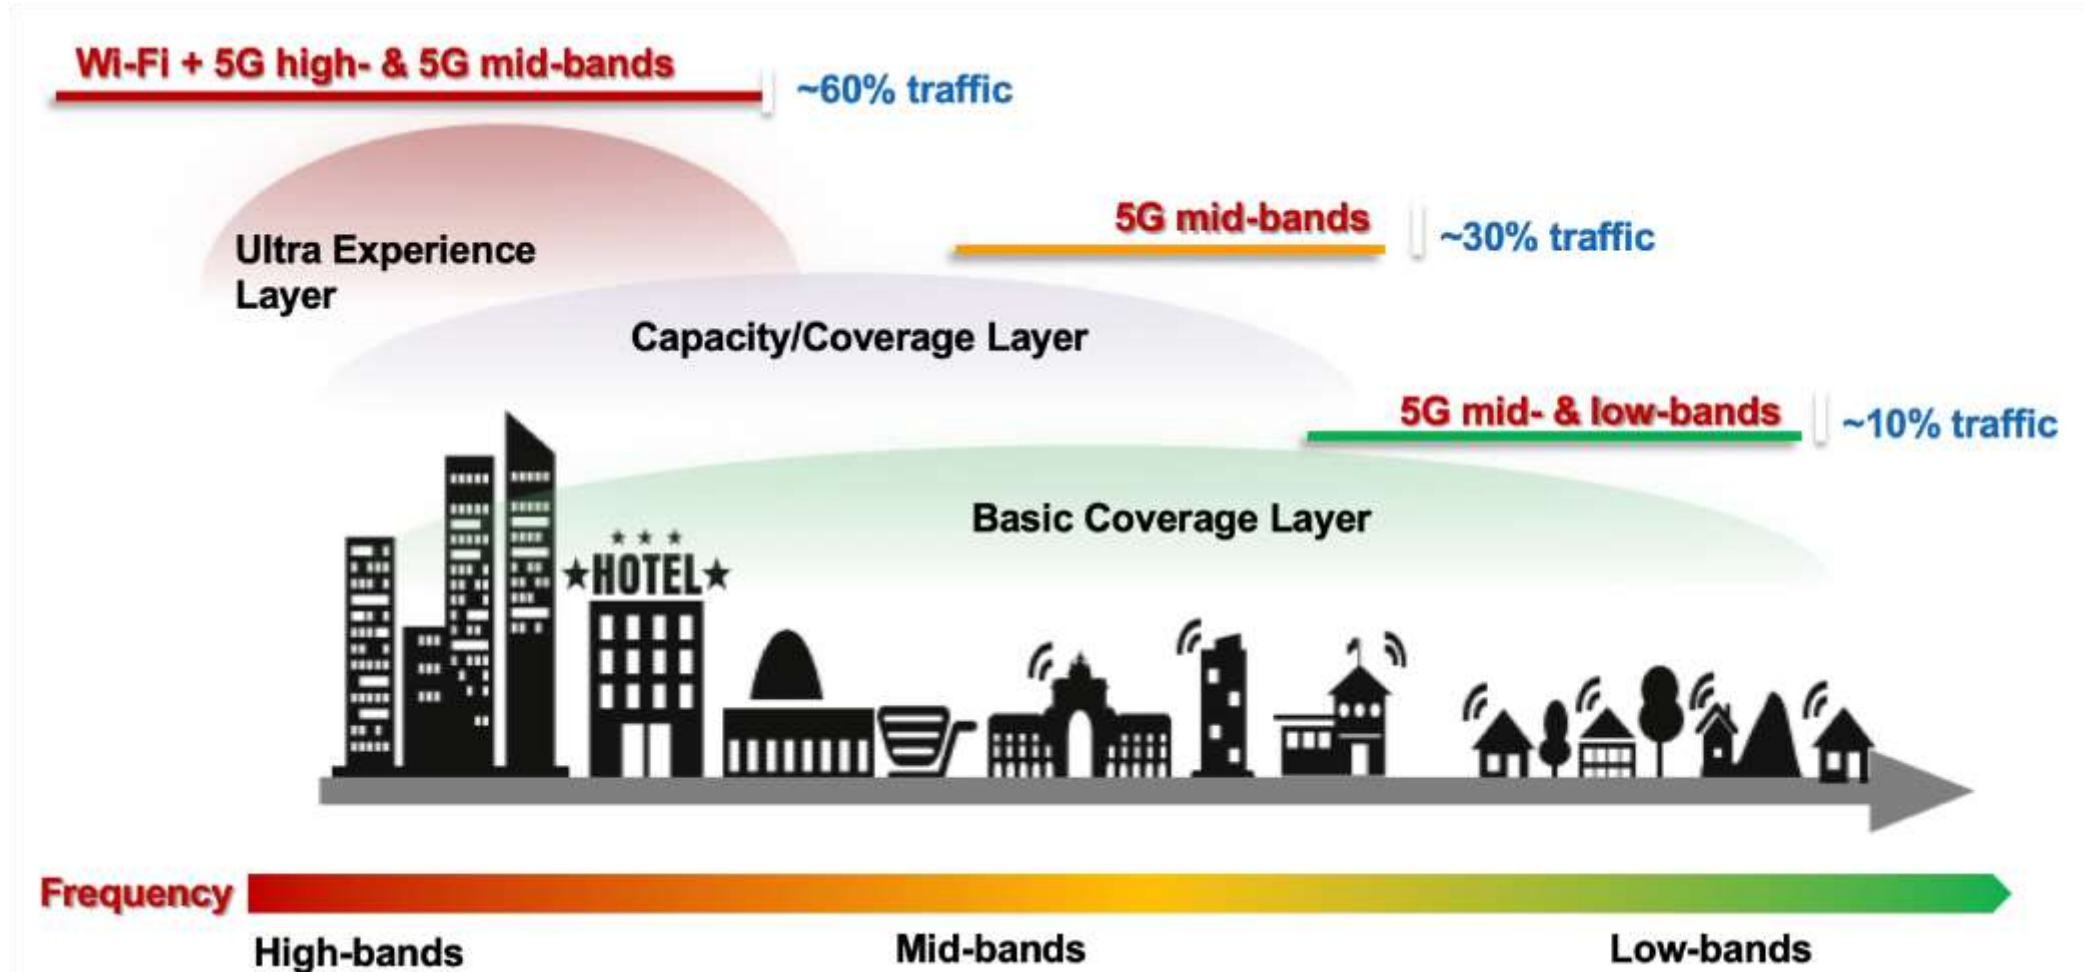 Wi-Fi + 5G high- & 5G mid-bands
~60% traffic
5G mid-bands
~30% traffic
Ultra Experience
Layer
Capacity/Coverage Layer
5G mid- & low-bands
~10% traffic
Basic Coverage Layer
HOTEL
Frequency
High-bands
Mid-bands
Low-bands